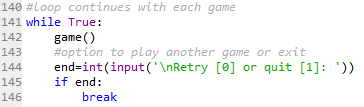 140 #Loop continues with each game
141 while True:
142     game()
143     #option to play another game or exit
144     end=int(input('\nRetry [0] or quit [1]: '))
145     if end:
146         break